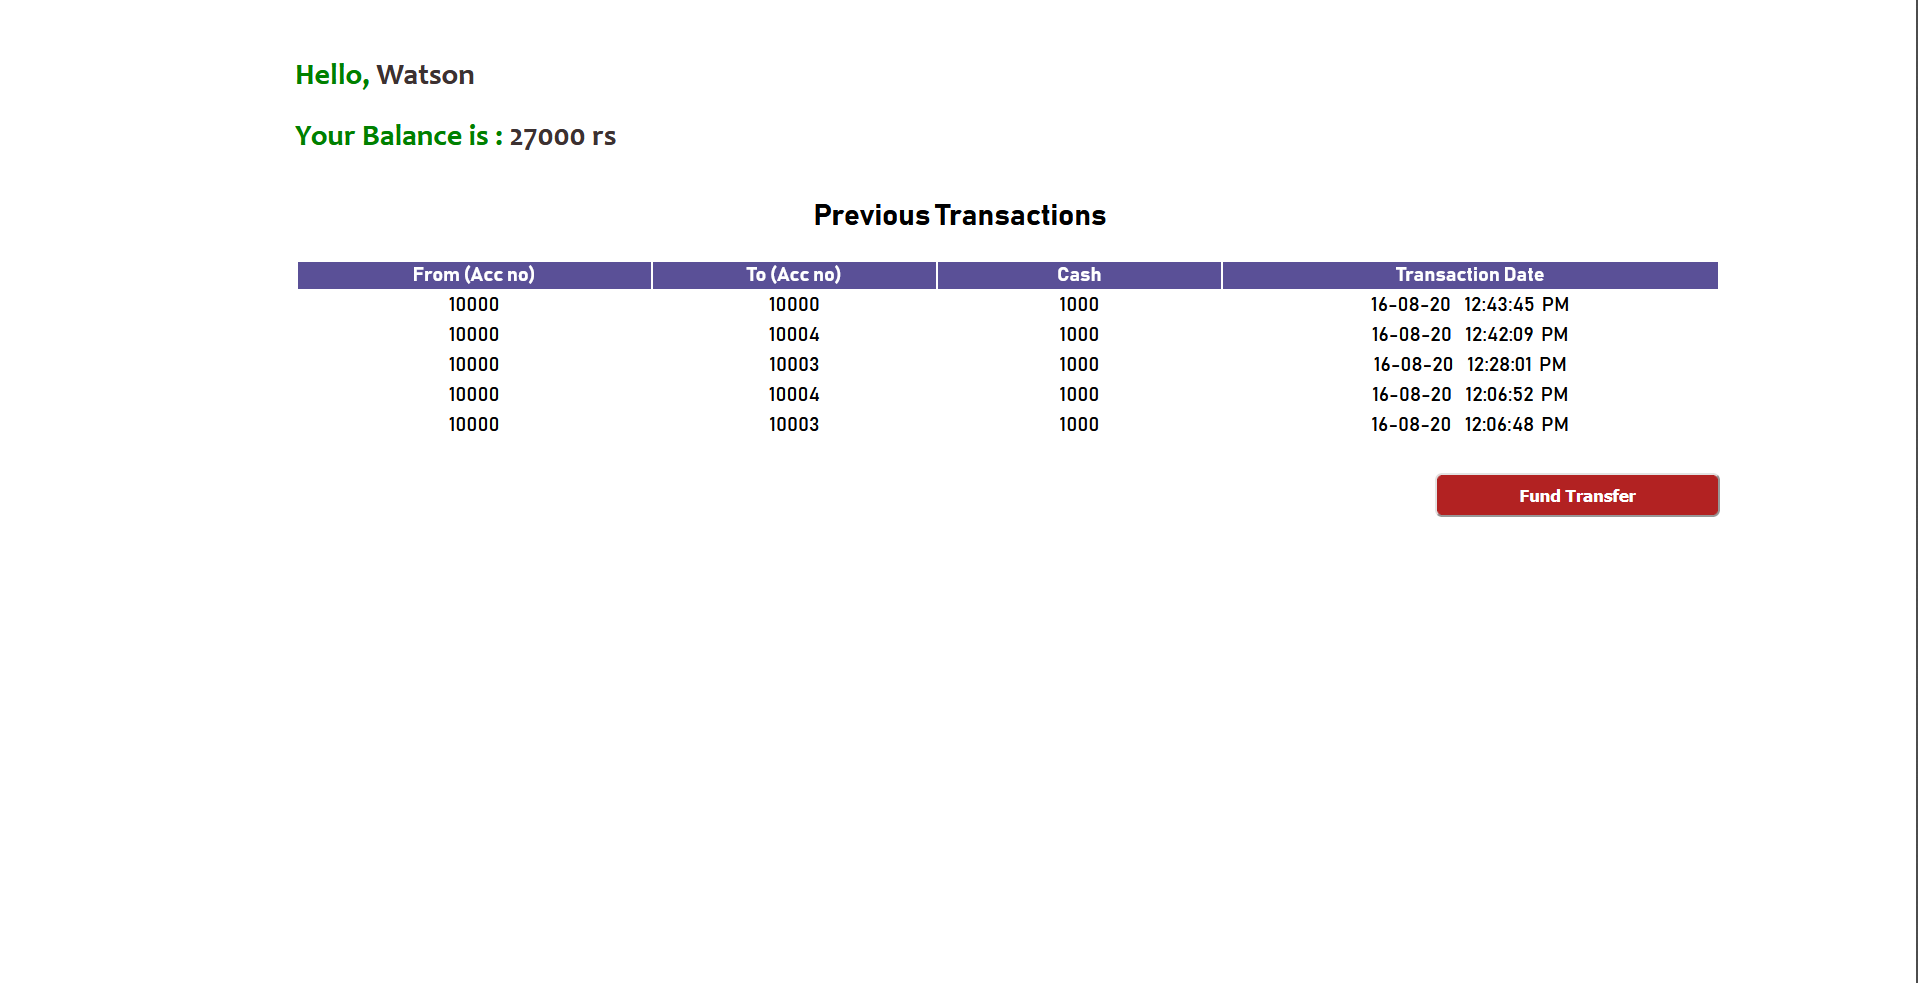 Hello, Watson
Your Balance is : 27000 rs
Previous Transactions
From (Acc no) To (Acc no) Cash Transaction Date
10000 10000 1000 16-08-20 12:43:45 PM
10000 10004 1000 16-08-20 12:42:09 PM
10000 10003 1000 16-08-20 12:28:01 PM
10000 10004 1000 16-08-20 12:06:52 PM
10000 10003 1000 16-08-20 12:06:48 PM
Fund Transfer